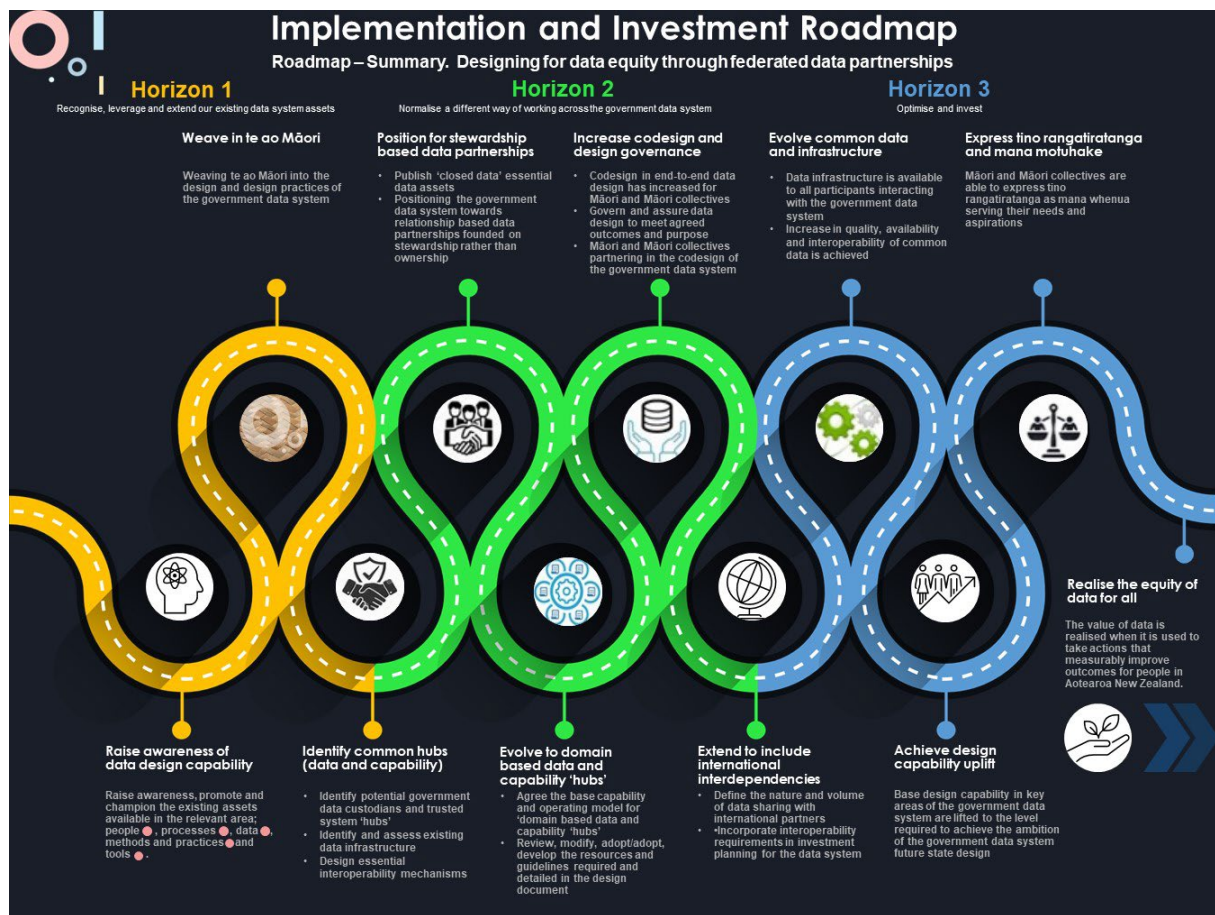 Implementation and Investment Roadmap
Roadmap – Summary.  Designing for data equity through federated data partnerships
Horizon 1
Recognise, leverage and extend our existing data system assets
Horizon 2
Normalise a different way of working across the government data system
Horizon 3
Optimise and invest
Weave in te ao Māori
Weaving te ao Māori into the
design and design practices of
the government data system
Position for stewardship
based data partnerships
• Publish ‘closed data’ essential
data assets
• Positioning the government
data system towards
relationship based data
partnerships founded on
stewardship rather than
ownership
Increase codesign and
design governance
• Codesign in end-to-end data
design has increased for
Māori and Māori collectives
• Govern and assure data
design to meet agreed
outcomes and purpose
• Māori and Māori collectives
partnering in the codesign of
the government data system
Evolve common data
and infrastructure
• Data infrastructure is available
to all participants interacting
with the government data
system
• Increase in quality, availability
and interoperability of common
data is achieved
Express tino rangatiratanga
and mana motuhake
Māori and Māori collectives are
able to express tino
rangatiratanga as mana whenua
serving their needs and
aspirations
Realise the equity of
data for all
The value of data is
realised when it is used to
take actions that
measurably improve
outcomes for people in
Aotearoa New Zealand.
Raise awareness of
data design capability
Raise awareness, promote and
champion the existing assets
available in the relevant area;
people , processes , data ,
methods and practices and
tools .
Identify common hubs
(data and capability)
• Identify potential government
data custodians and trusted
system ‘hubs’
• Identify and assess existing
data infrastructure
• Design essential
interoperability mechanisms
Evolve to domain
based data and
capability ‘hubs’
• Agree the base capability
and operating model for
‘domain based data and
capability ‘hubs’
• Review, modify, adopt/adopt,
develop the resources and
guidelines required and
detailed in the design
document
Extend to include
international
interdependencies
• Define the nature and volume
of data sharing with
international partners
• •Incorporate interoperability
requirements in investment
planning for the data system
Achieve design
capability uplift
Base design capability in key
areas of the government data
system are lifted to the level
required to achieve the ambition
of the government data system
future state design